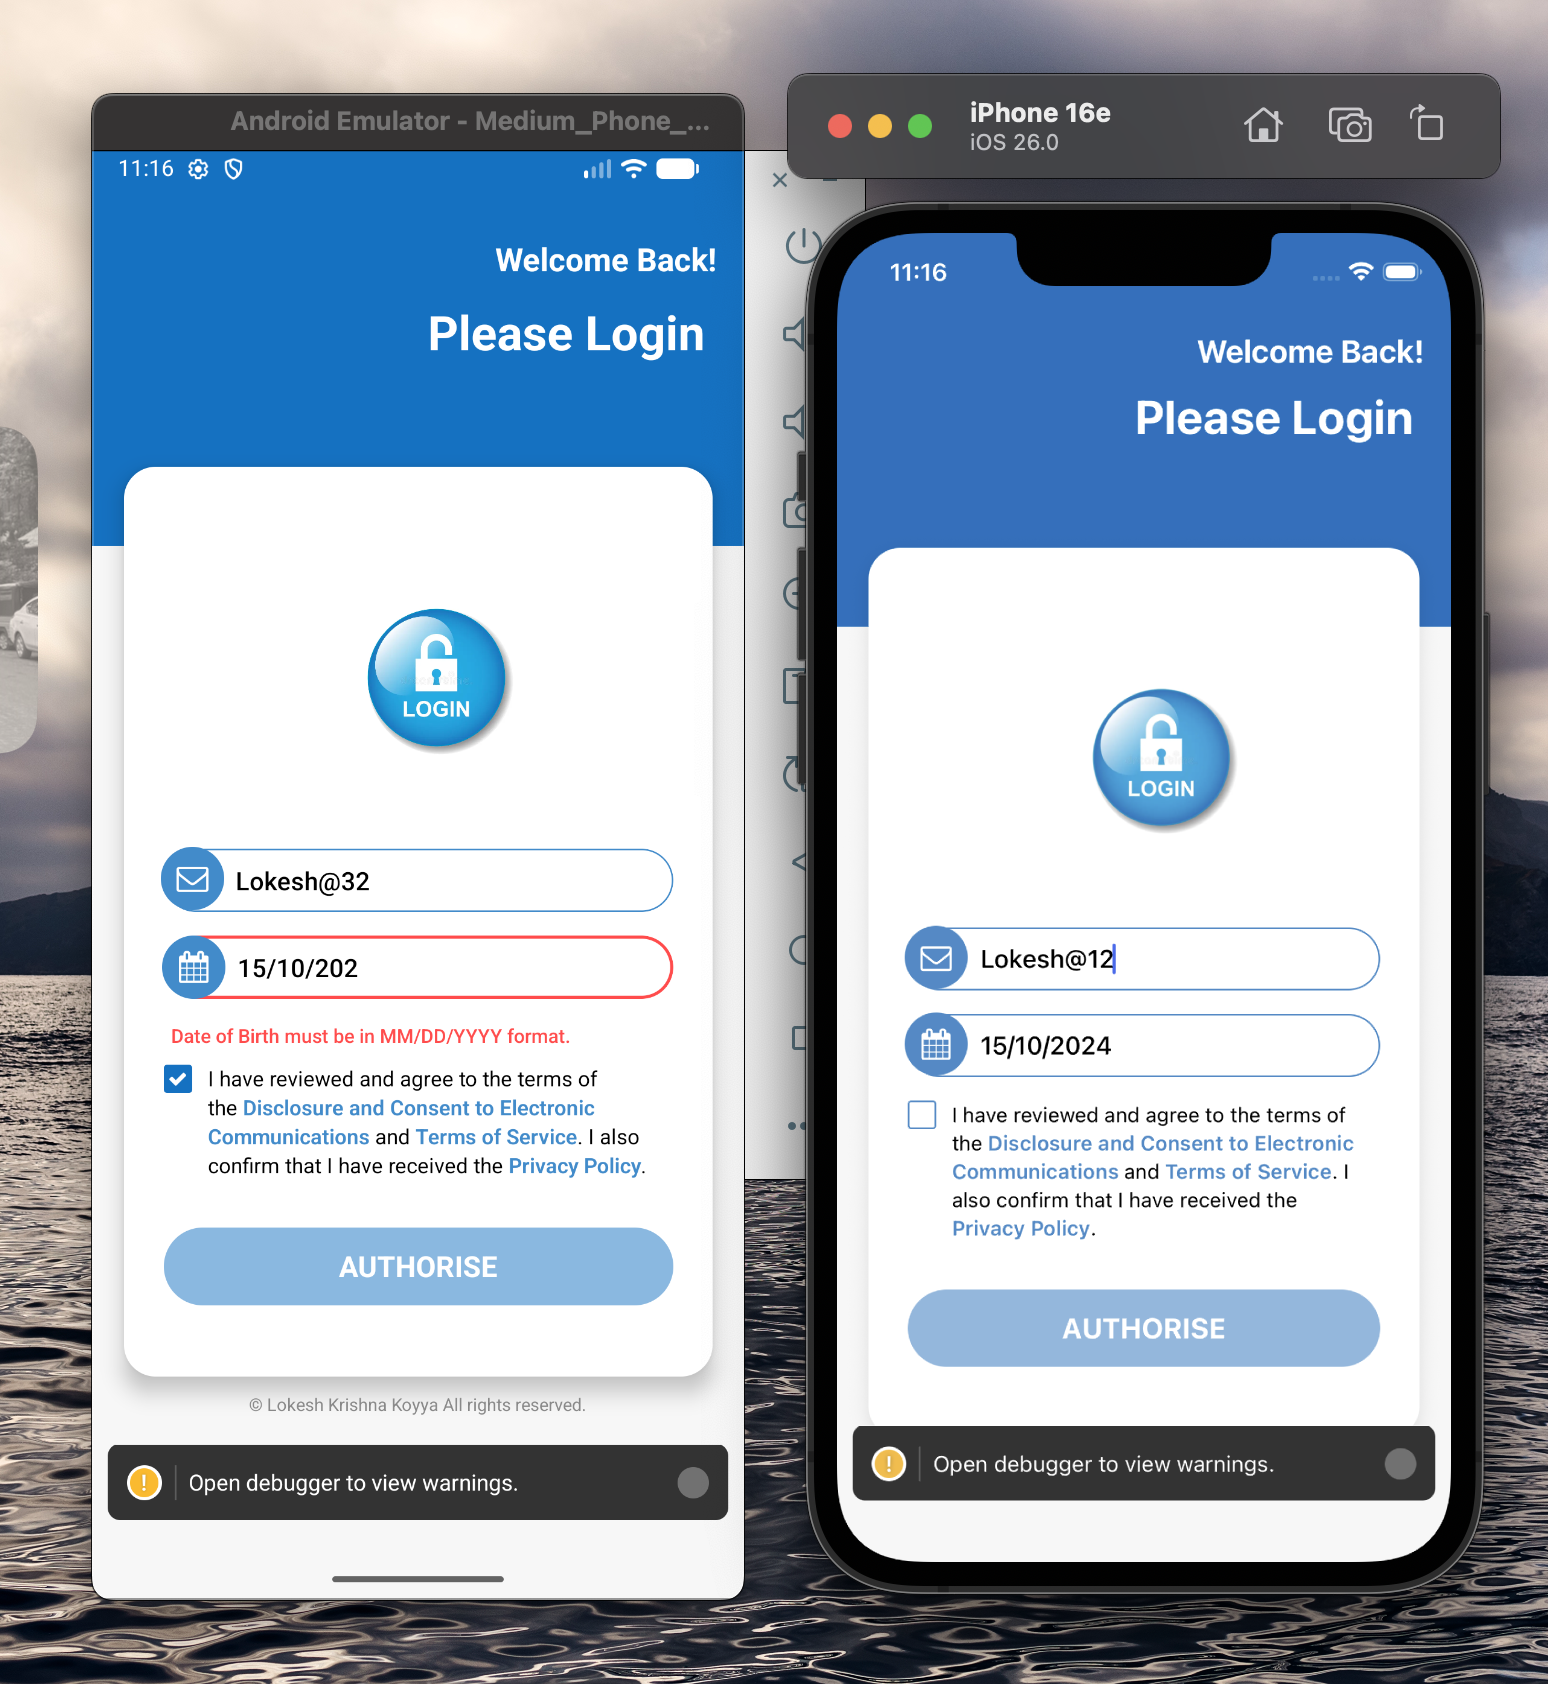 Android Emulator - Medium_Phone_...
11:16
Welcome Back!
Please Login
LOGIN
Lokesh@32
15/10/202
Date of Birth must be in MM/DD/YYYY format.
I have reviewed and agree to the terms of
the Disclosure and Consent to Electronic
Communications and Terms of Service. I also
confirm that I have received the Privacy Policy.
AUTHORISE
© Lokesh Krishna Koyya All rights reserved.
! Open debugger to view warnings.
iPhone 16e
iOS 26.0
11:16
Welcome Back!
Please Login
LOGIN
Lokesh@12
15/10/2024
I have reviewed and agree to the terms of
the Disclosure and Consent to Electronic
Communications and Terms of Service. I
also confirm that I have received the
Privacy Policy.
AUTHORISE
! Open debugger to view warnings.